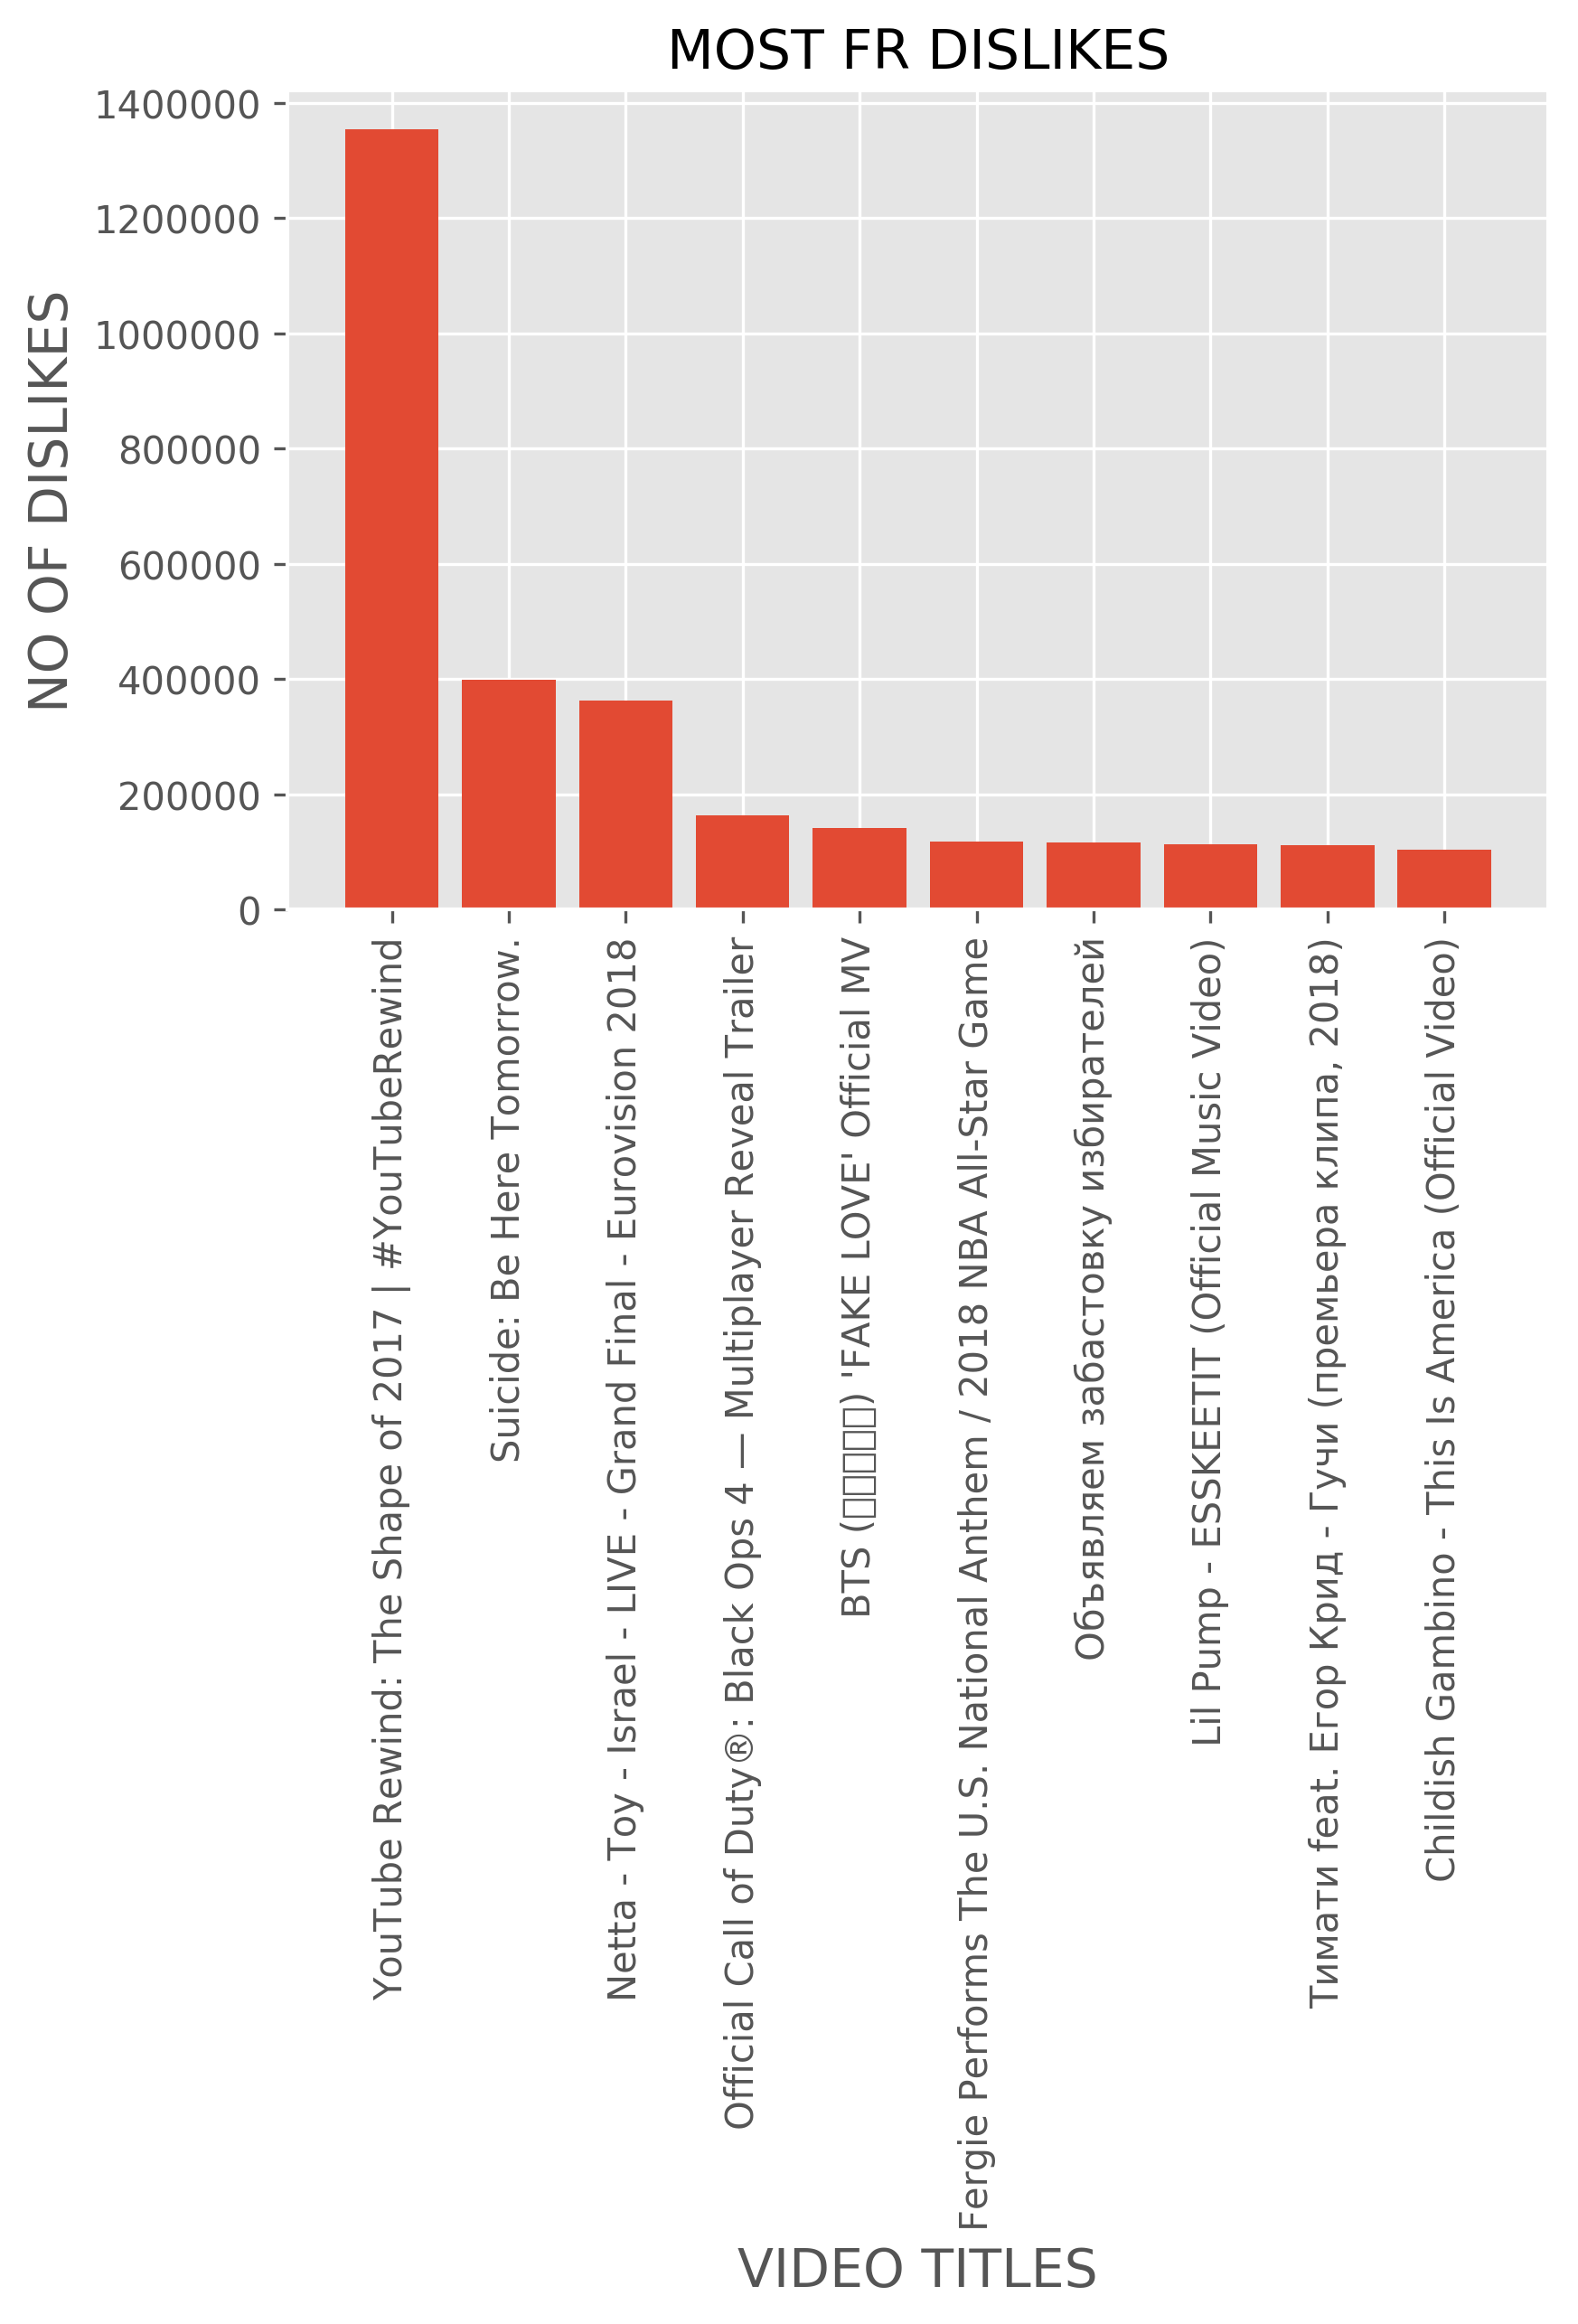 MOST FR DISLIKES
NO OF DISLIKES
1400000
1200000
1000000
800000
600000
400000
200000
0
YouTube Rewind: The Shape of 2017 | #YouTubeRewind
Suicide: Be Here Tomorrow.
Netta - Toy - Israel - LIVE - Grand Final - Eurovision 2018
Official Call of Duty®: Black Ops 4 — Multiplayer Reveal Trailer
BTS (□□□□□) 'FAKE LOVE' Official MV
Fergie Performs The U.S. National Anthem / 2018 NBA All-Star Game
Объявляем забастовку избирателей
Lil Pump - ESSKEETIT (Official Music Video)
Тимати feat. Егор Крид - Гучи (премьера клипа, 2018)
Childish Gambino - This Is America (Official Video)
VIDEO TITLES